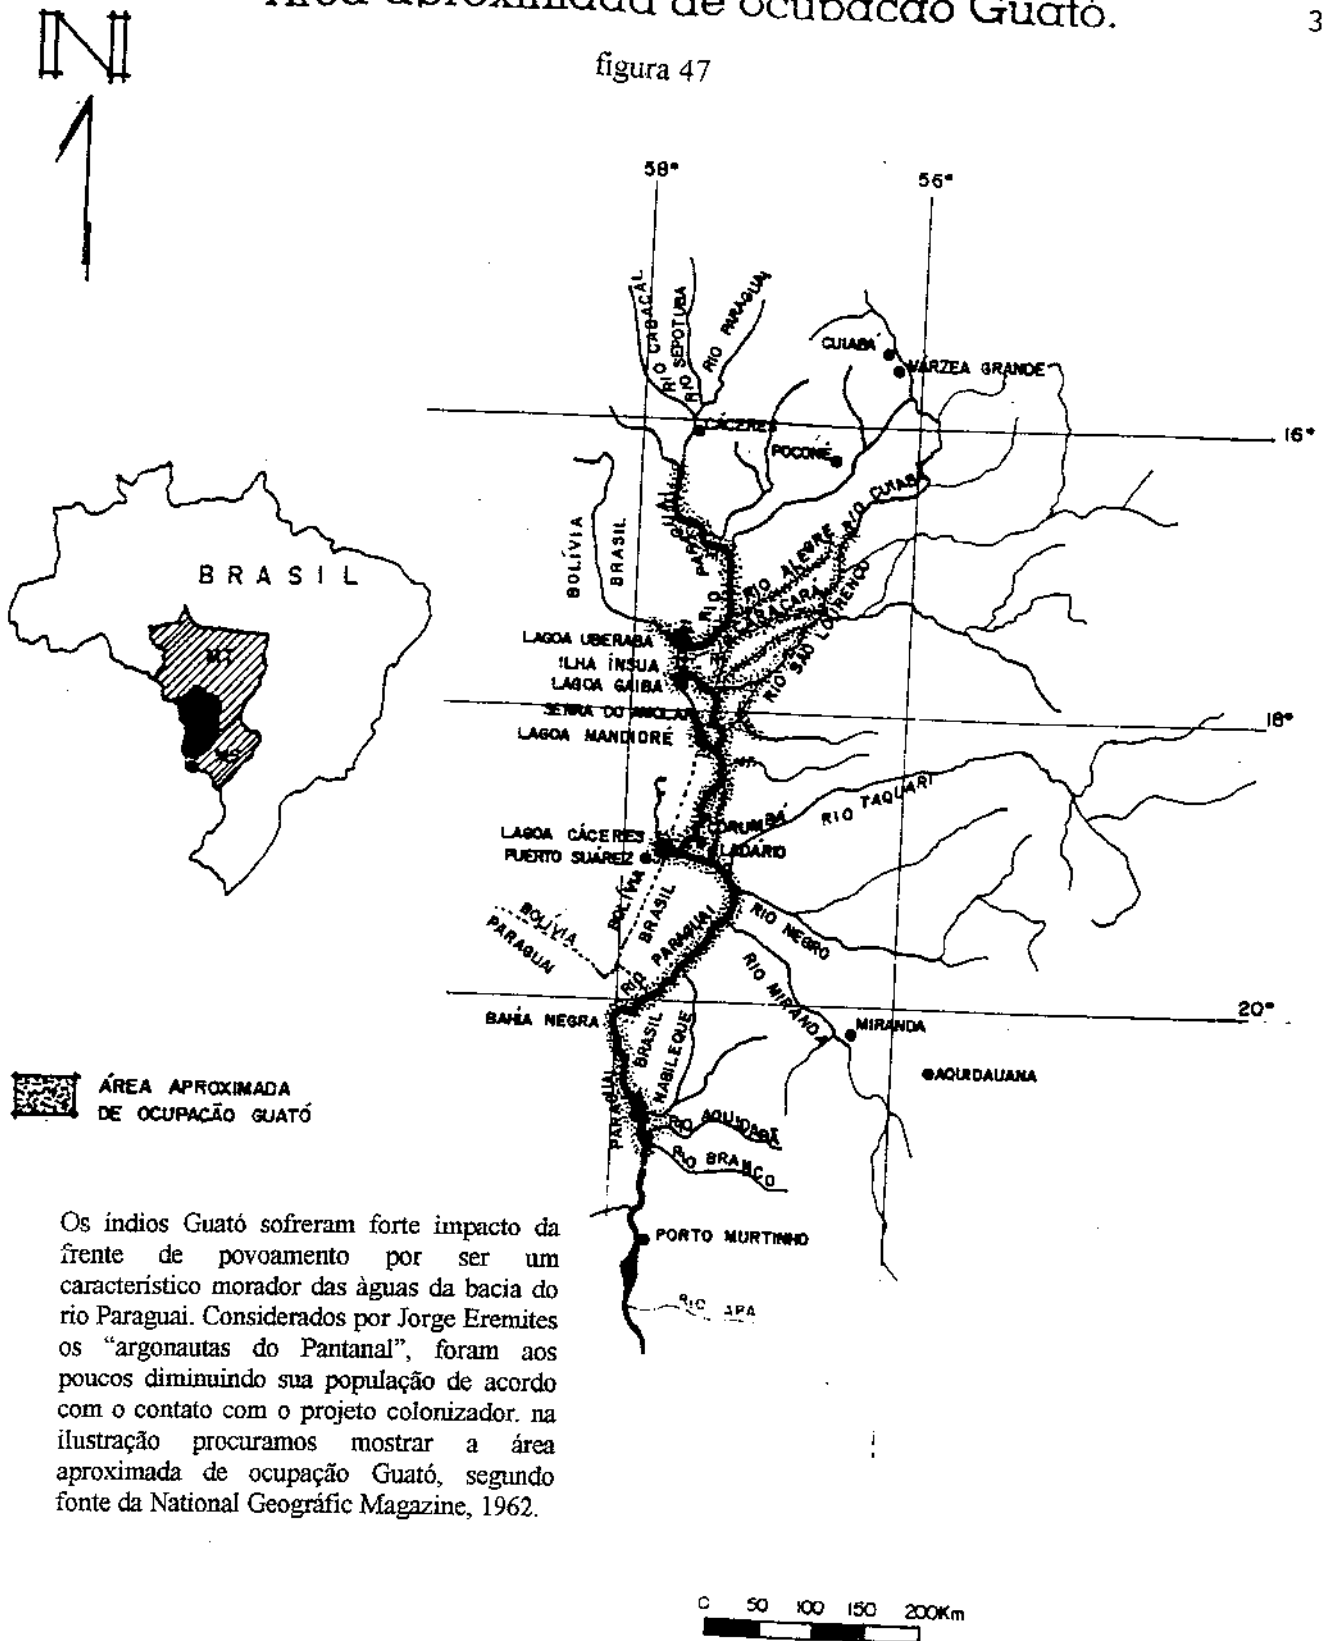 Área aproximada de ocupação Guató.
3
figura 47
N
58°
56°
RIO CABAÇAL
RIO SEPOTUBA
RIO PARAGUAI
CUIABÁ
VÁRZEA GRANDE
CÁCERES
16°
POCONÉ
RIO CUIABÁ
BOLÍVIA
BRASIL
RIO PARAGUAI
RIO ALEGRE
CARACARÁ
RIO SÃO LOURENÇO
BRASIL
MT
MS
LAGOA UBERABA
ILHA ÍNSUA
LAGOA GAIBA
SERRA DO AMOLAR
18°
LAGOA MANDIORÉ
RIO TAQUARI
LAGOA CÁCERES
CORUMBÁ
PUERTO SUÁREZ
LADÁRIO
BOLÍVIA
BRASIL
BOLÍVIA
PARAGUAI
RIO PARAGUAI
RIO NEGRO
RIO MIRANDA
20°
BAHÍA NEGRA
MIRANDA
BRASIL
NABILEQUE
PARAGUAI
AQUIDAUANA
ÁREA APROXIMADA
DE OCUPAÇÃO GUATÓ
RIO AQUIDABÃ
RIO BRANCO
PORTO MURTINHO
RIO APA
Os índios Guató sofreram forte impacto da
frente de povoamento por ser um
característico morador das àguas da bacia do
rio Paraguai. Considerados por Jorge Eremites
os “argonautas do Pantanal”, foram aos
poucos diminuindo sua população de acordo
com o contato com o projeto colonizador. na
ilustração procuramos mostrar a área
aproximada de ocupação Guató, segundo
fonte da National Geográfic Magazine, 1962.
0 50 100 150 200Km